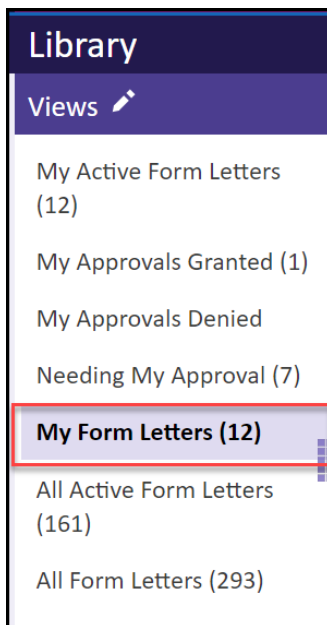 Library
Views
My Active Form Letters
(12)
My Approvals Granted (1)
My Approvals Denied
Needing My Approval (7)
My Form Letters (12)
All Active Form Letters
(161)
All Form Letters (293)